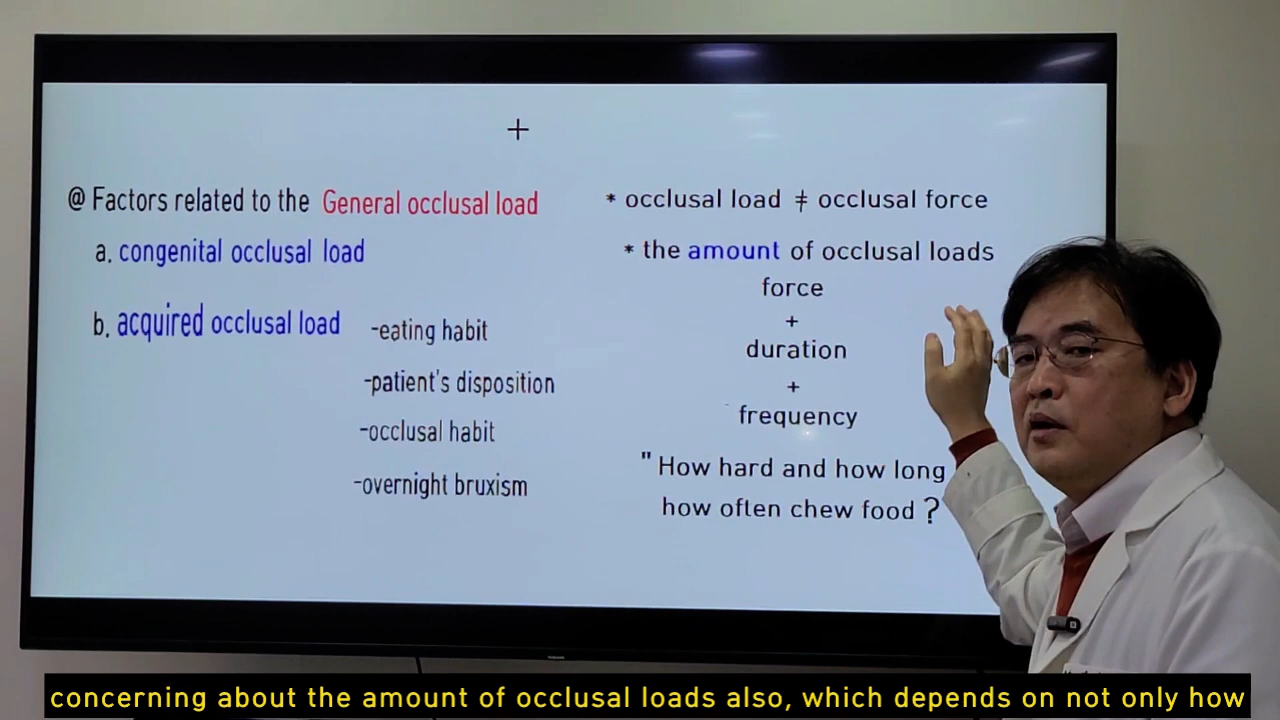 @ Factors related to the General occlusal load
a. congenital occlusal load
b. acquired occlusal load
-eating habit
-patient's disposition
-occlusal habit
-overnight bruxism
* occlusal load ≠ occlusal force
* the amount of occlusal loads
force
+
duration
+
frequency
" How hard and how long
how often chew food ?
concerning about the amount of occlusal loads also, which depends on not only how